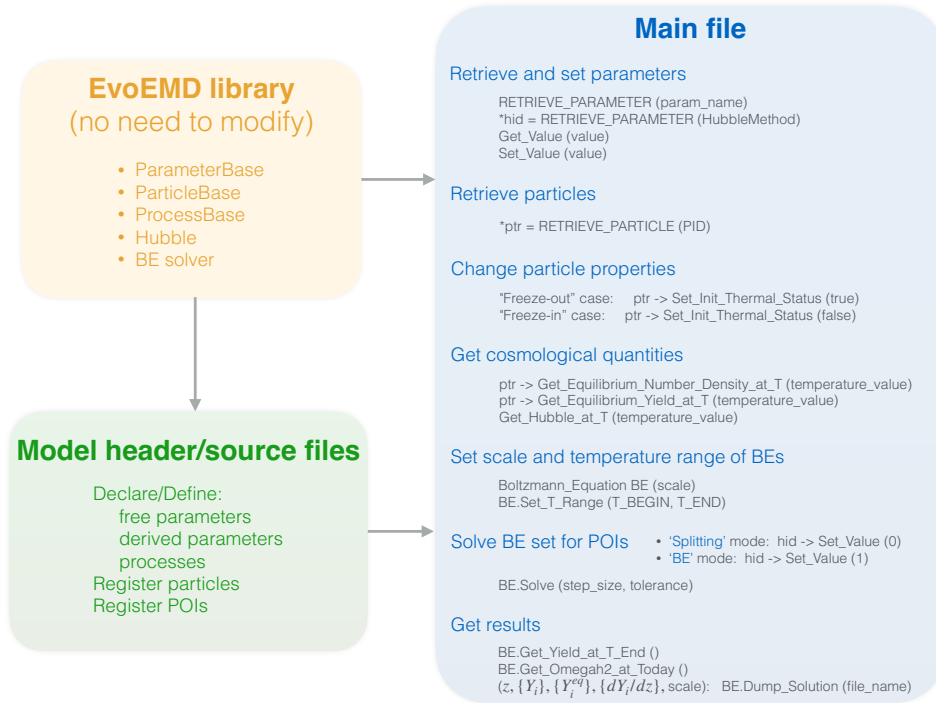 EvoEMD library
(no need to modify)
• ParameterBase
• ParticleBase
• ProcessBase
• Hubble
• BE solver
Model header/source files
Declare/Define:
free parameters
derived parameters
processes
Register particles
Register POIs
Main file
Retrieve and set parameters
RETRIEVE_PARAMETER (param_name)
*hid = RETRIEVE_PARAMETER (HubbleMethod)
Get_Value (value)
Set_Value (value)
Retrieve particles
*ptr = RETRIEVE_PARTICLE (PID)
Change particle properties
"Freeze-out” case: ptr -> Set_Init_Thermal_Status (true)
"Freeze-in” case: ptr -> Set_Init_Thermal_Status (false)
Get cosmological quantities
ptr -> Get_Equilibrium_Number_Density_at_T (temperature_value)
ptr -> Get_Equilibrium_Yield_at_T (temperature_value)
Get_Hubble_at_T (temperature_value)
Set scale and temperature range of BEs
Boltzmann_Equation BE (scale)
BE.Set_T_Range (T_BEGIN, T_END)
Solve BE set for POIs
• ‘Splitting’ mode: hid -> Set_Value (0)
• ‘BE’ mode: hid -> Set_Value (1)
BE.Solve (step_size, tolerance)
Get results
BE.Get_Yield_at_T_End ()
BE.Get_Omegah2_at_Today ()
(z, {Y_i}, {Y_i^{eq}}, {dY_i/dz}, scale): BE.Dump_Solution (file_name)